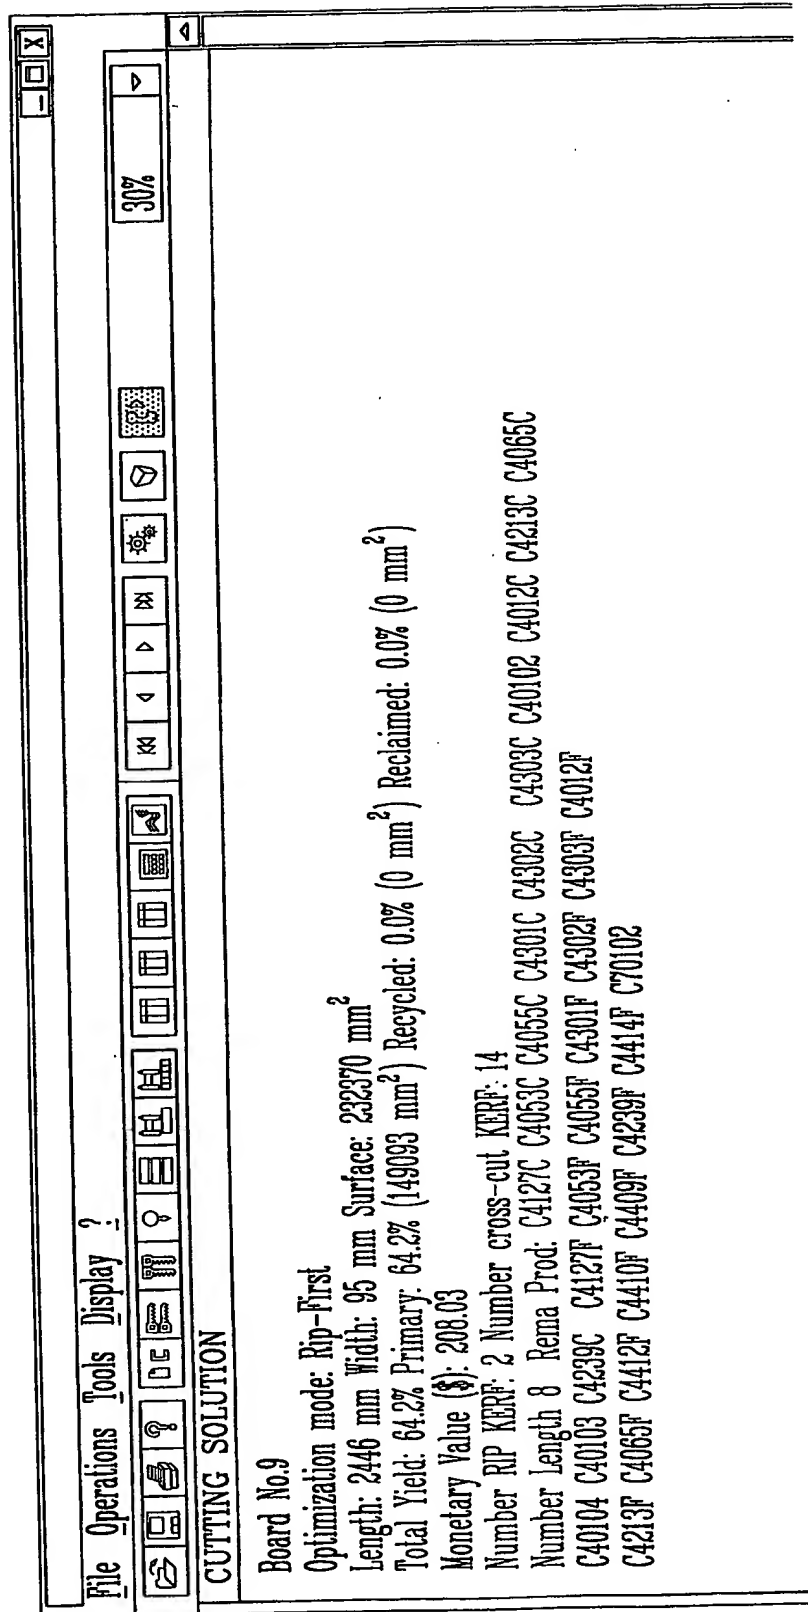 File Operations Tools Display ?
30%
CUTTING SOLUTION
Board No.9
Optimization mode: Rip-First
Length: 2446 mm Width: 95 mm Surface: 232370 mm²
Total Yield: 64.2% Primary: 64.2% (149093 mm²) Recycled: 0.0% (0 mm²) Reclaimed: 0.0% (0 mm²)
Monetary Value ($): 208.03
Number RIP KERF: 2 Number cross-cut KERF: 14
Number Length 8 Rema Prod: C4127C C4053C C4055C C4301C C4302C C4303C C40102 C4012C C4213C C4065C
C40104 C40103 C4239C C4127F C4053F C4055F C4301F C4302F C4303F C4012F
C4213F C4065F C4412F C4410F C4409F C4239F C4414F C70102